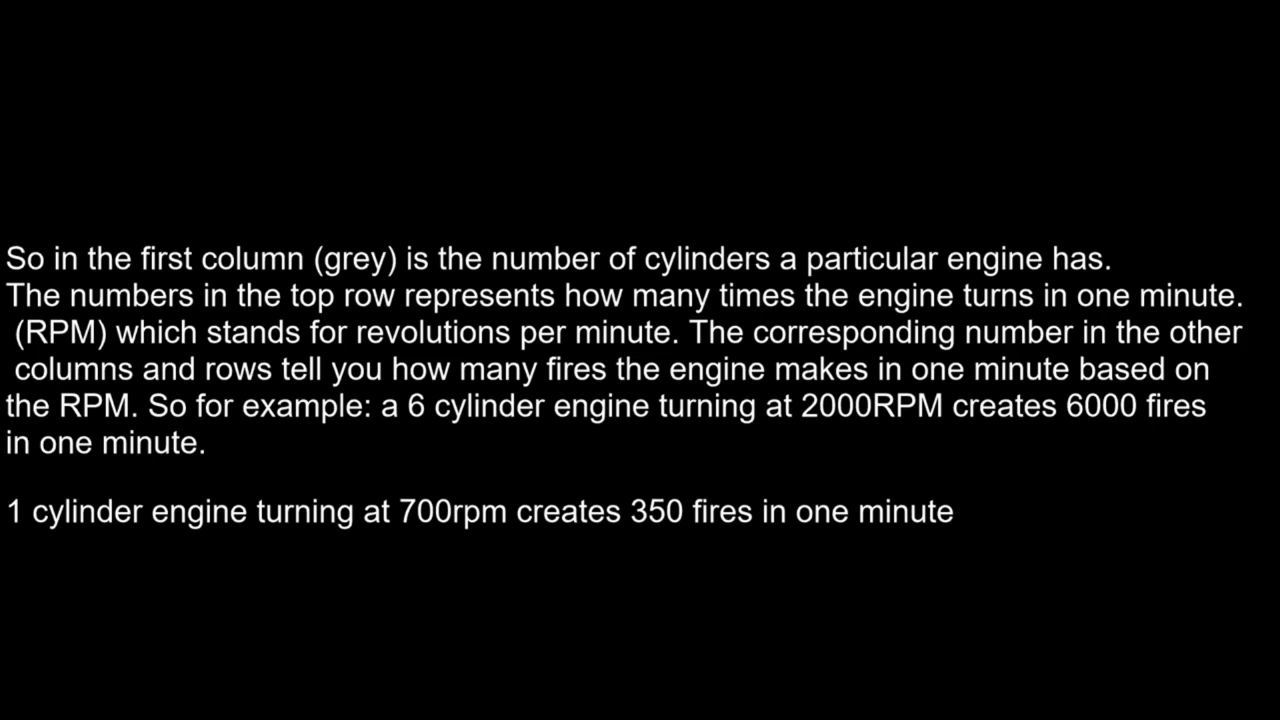 So in the first column (grey) is the number of cylinders a particular engine has.
The numbers in the top row represents how many times the engine turns in one minute.
(RPM) which stands for revolutions per minute. The corresponding number in the other
columns and rows tell you how many fires the engine makes in one minute based on
the RPM. So for example: a 6 cylinder engine turning at 2000RPM creates 6000 fires
in one minute.
1 cylinder engine turning at 700rpm creates 350 fires in one minute